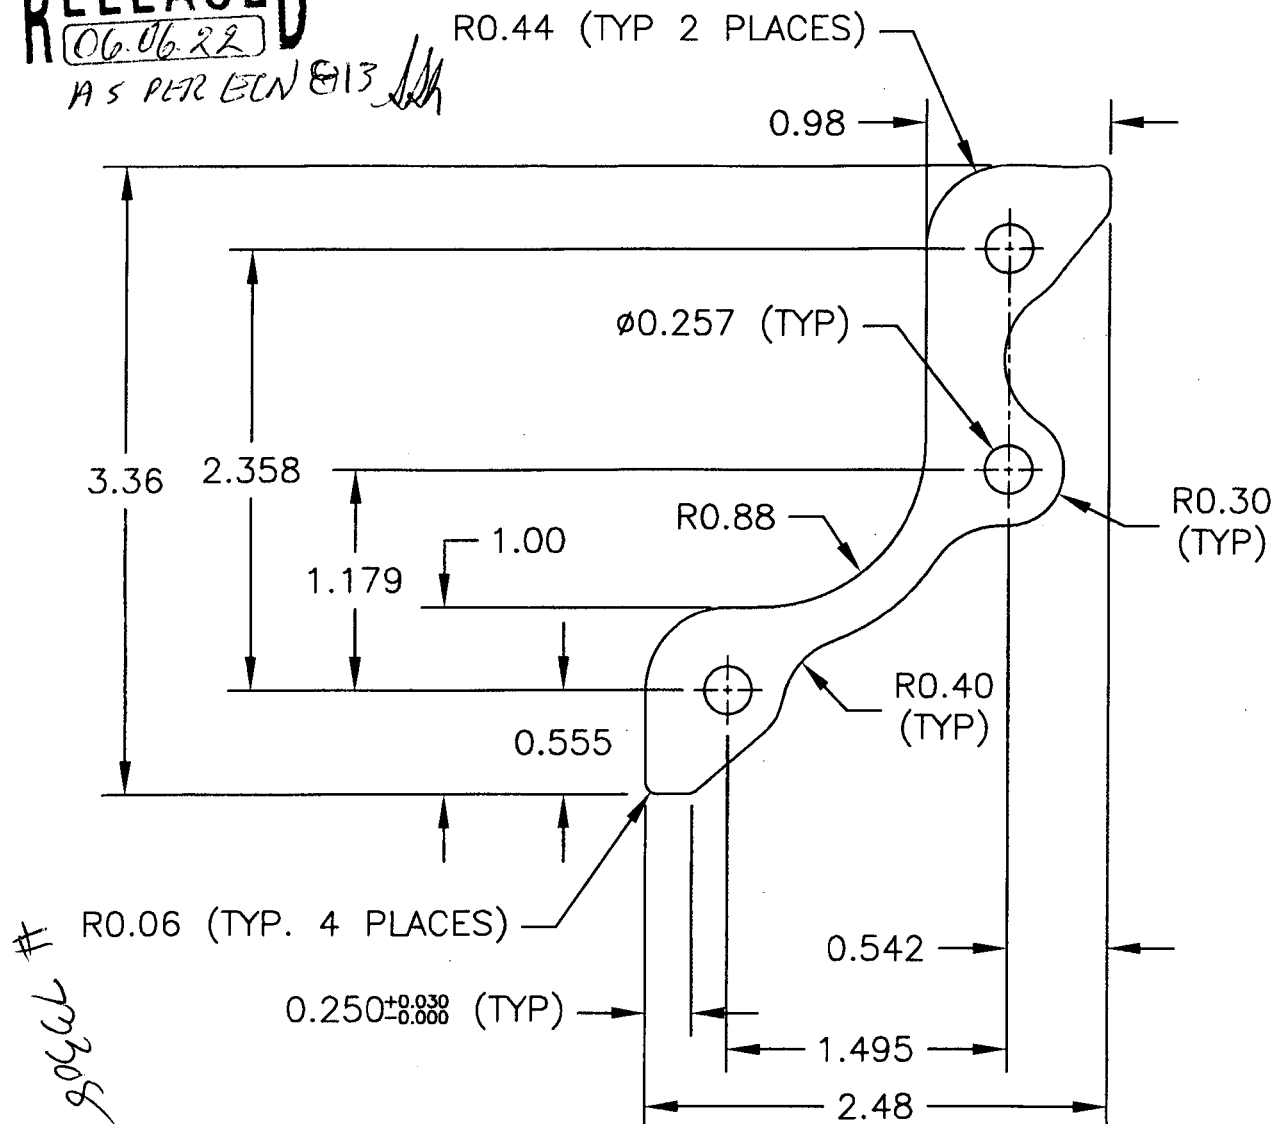 RELEASED
06.06.22
AS PER ECN 813
R0.44 (TYP 2 PLACES)
0.98
Ø0.257 (TYP)
3.36
2.358
R0.88
R0.30
(TYP)
1.00
1.179
R0.40
(TYP)
0.555
R0.06 (TYP. 4 PLACES)
0.542
0.250+0.030-0.000 (TYP)
1.495
2.48
#